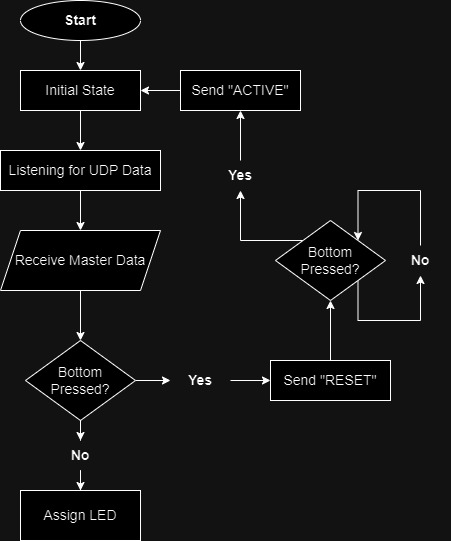 Start
Initial State
Send "ACTIVE"
Listening for UDP Data
Yes
Receive Master Data
Bottom
Pressed?
No
Bottom
Pressed?
Yes
Send "RESET"
No
Assign LED